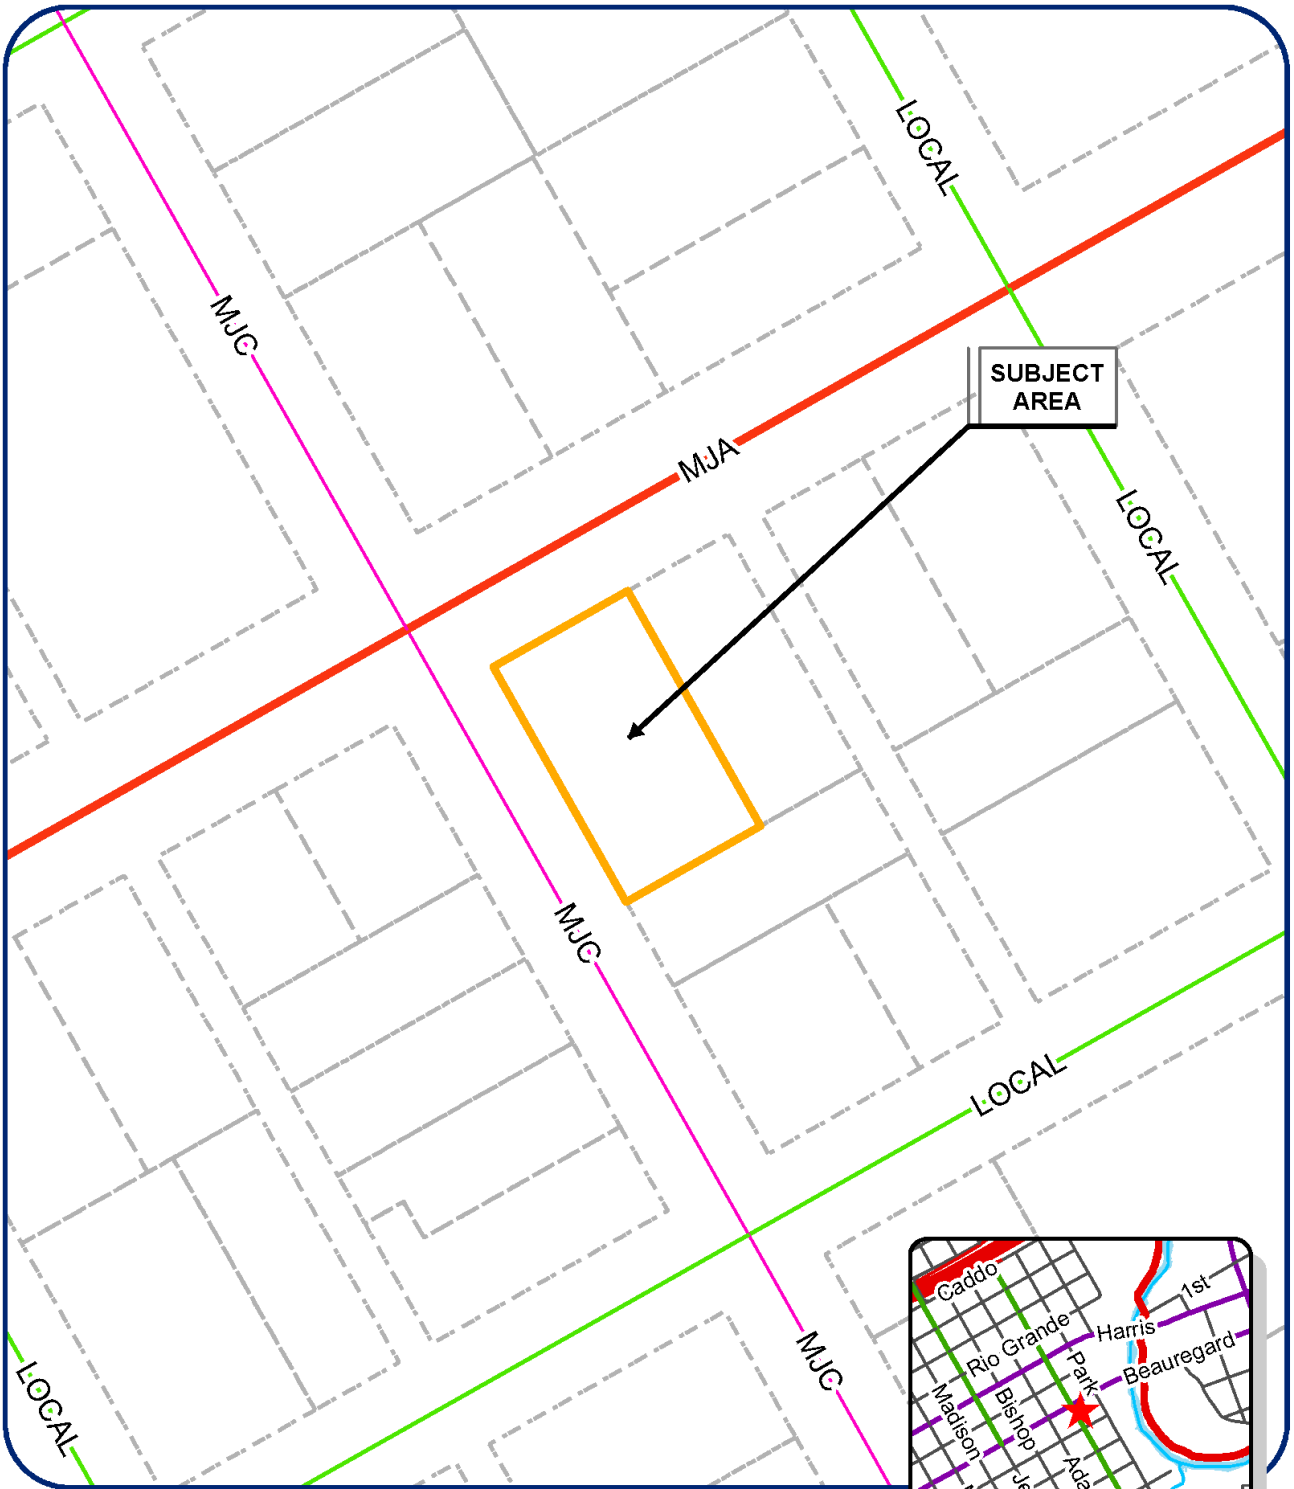 LOCAL
MJC
SUBJECT
AREA
MJA
LOCAL
MJC
LOCAL
MJC
LOCAL
Caddo
1st
Rio Grande
Harris
Park
Beauregard
Madison
Bishop